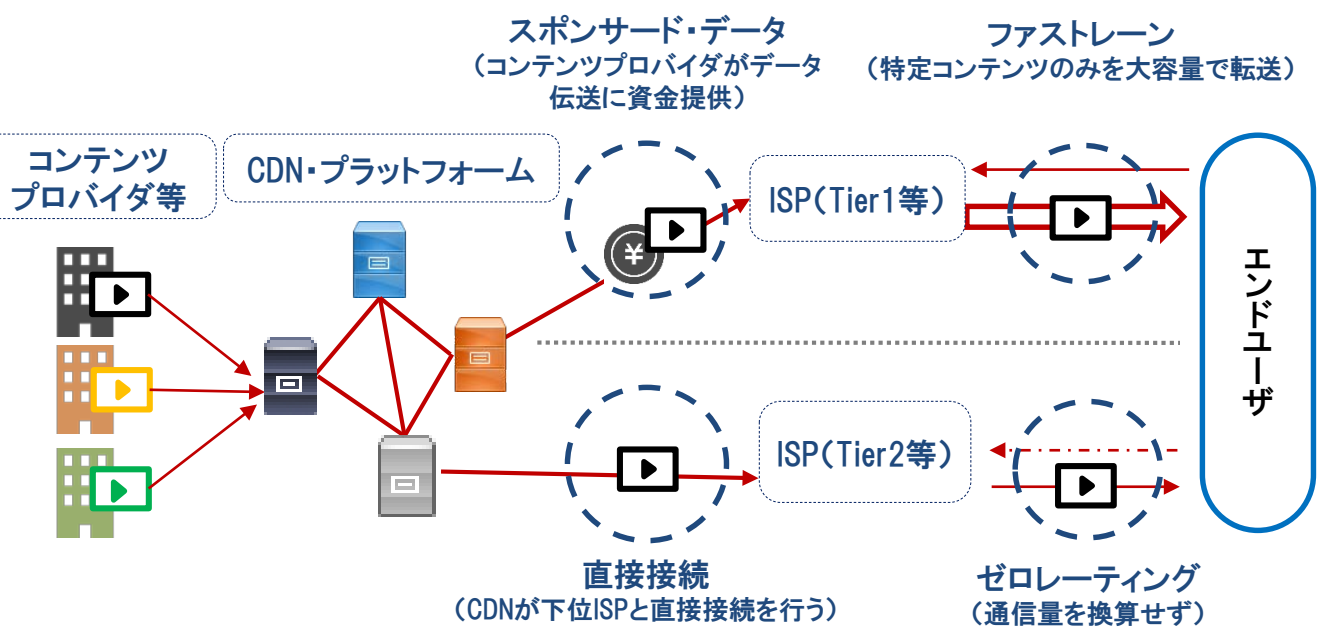 スポンサード・データ
（コンテンツプロバイダがデータ
伝送に資金提供）
ファストレーン
（特定コンテンツのみを大容量で転送）
コンテンツ
プロバイダ等
CDN・プラットフォーム
ISP（Tier1等）
¥
エンドユーザ
ISP（Tier2等）
直接接続
（CDNが下位ISPと直接接続を行う）
ゼロレーティング
（通信量を換算せず）